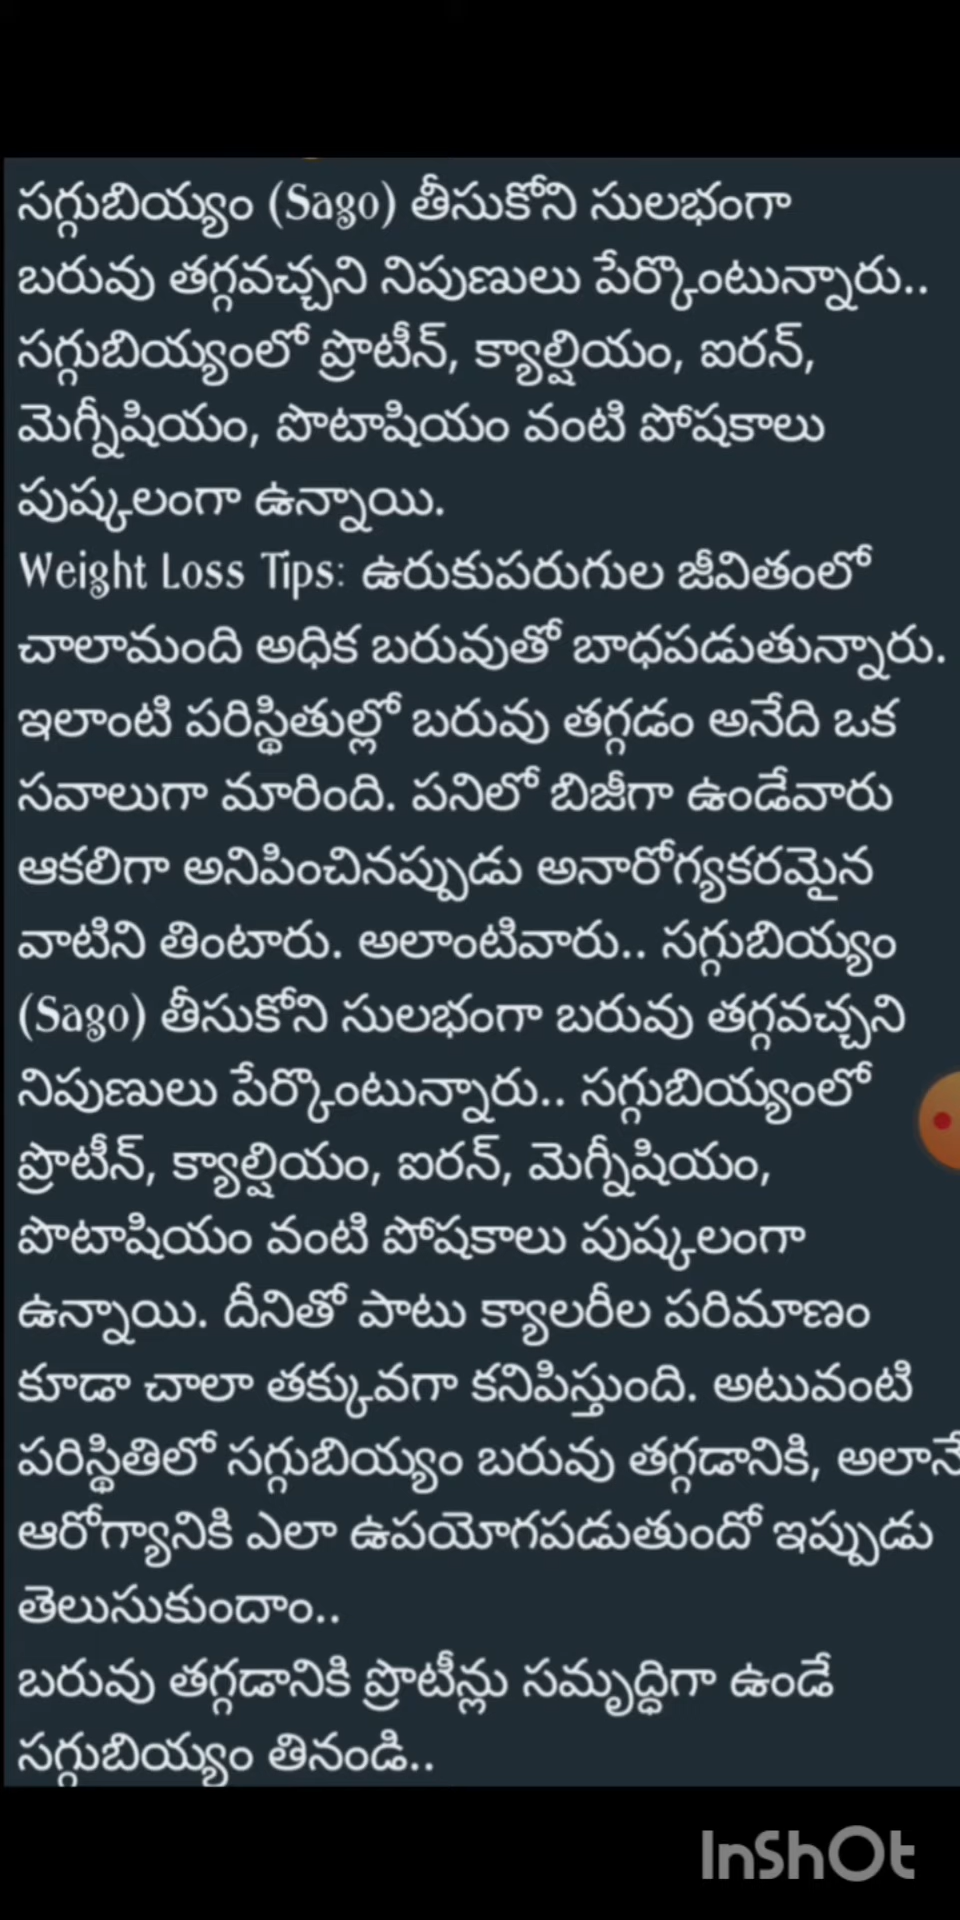 సగ్గుబియ్యం (Sago) తీసుకోని సులభంగా
బరువు తగ్గవచ్చని నిపుణులు పేర్కొంటున్నారు..
సగ్గుబియ్యంలో ప్రొటీన్, క్యాల్షియం, ఐరన్,
మెగ్నీషియం, పొటాషియం వంటి పోషకాలు
పుష్కలంగా ఉన్నాయి.
Weight Loss Tips: ఉరుకుపరుగుల జీవితంలో
చాలామంది అధిక బరువుతో బాధపడుతున్నారు.
ఇలాంటి పరిస్థితుల్లో బరువు తగ్గడం అనేది ఒక
సవాలుగా మారింది. పనిలో బిజీగా ఉండేవారు
ఆకలిగా అనిపించినప్పుడు అనారోగ్యకరమైన
వాటిని తింటారు. అలాంటివారు.. సగ్గుబియ్యం
(Sago) తీసుకోని సులభంగా బరువు తగ్గవచ్చని
నిపుణులు పేర్కొంటున్నారు.. సగ్గుబియ్యంలో
ప్రొటీన్, క్యాల్షియం, ఐరన్, మెగ్నీషియం,
పొటాషియం వంటి పోషకాలు పుష్కలంగా
ఉన్నాయి. దీనితో పాటు క్యాలరీల పరిమాణం
కూడా చాలా తక్కువగా కనిపిస్తుంది. అటువంటి
పరిస్థితిలో సగ్గుబియ్యం బరువు తగ్గడానికి, అలానే
ఆరోగ్యానికి ఎలా ఉపయోగపడుతుందో ఇప్పుడు
తెలుసుకుందాం..
బరువు తగ్గడానికి ప్రొటీన్లు సమృద్ధిగా ఉండే
సగ్గుబియ్యం తినండి..
InShOt